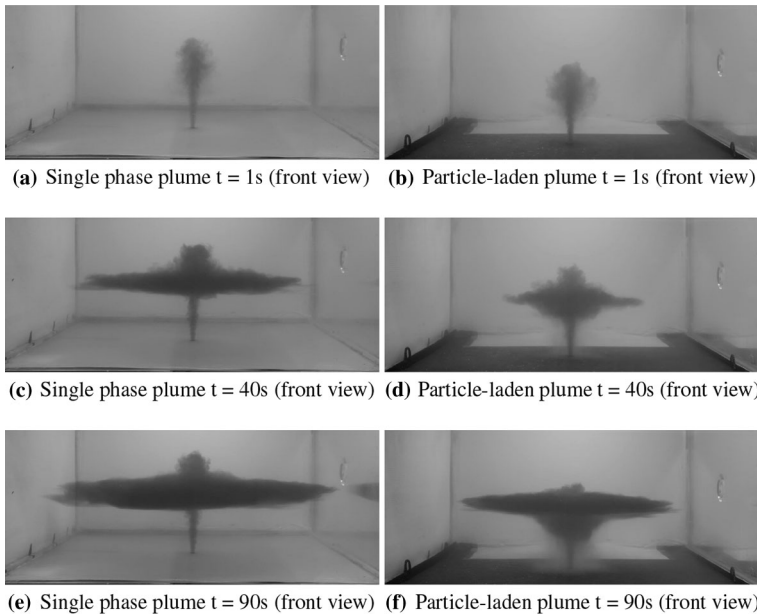 (a) Single phase plume t = 1s (front view)
(b) Particle-laden plume t = 1s (front view)
(c) Single phase plume t = 40s (front view)
(d) Particle-laden plume t = 40s (front view)
(e) Single phase plume t = 90s (front view)
(f) Particle-laden plume t = 90s (front view)